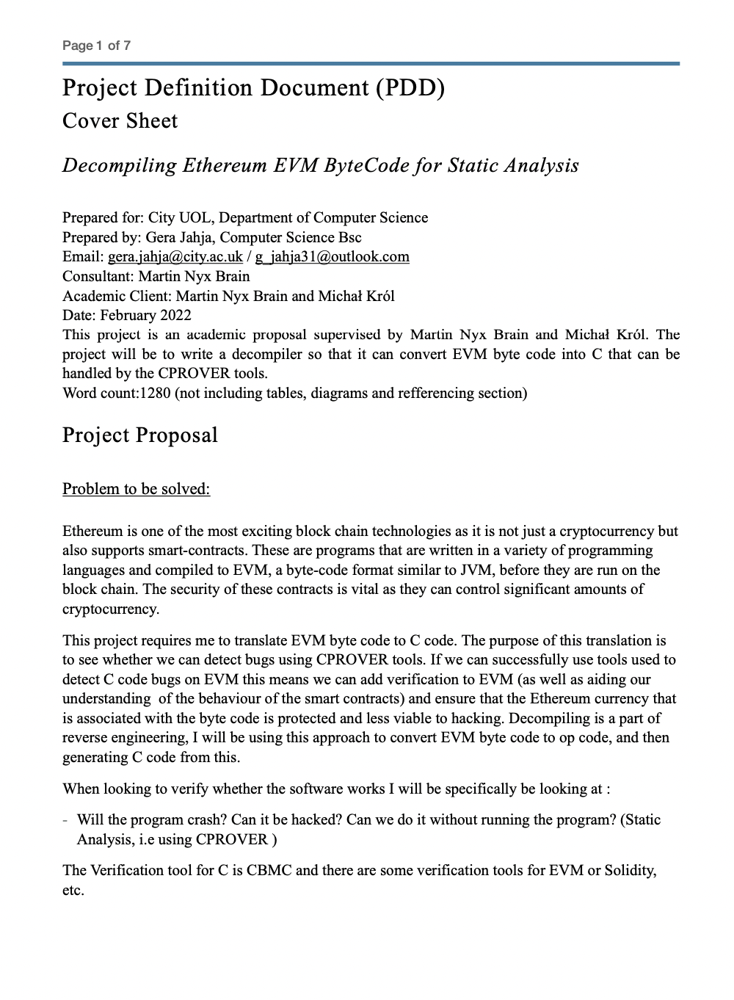 Page 1 of 7
Project Definition Document (PDD)
Cover Sheet
Decompiling Ethereum EVM ByteCode for Static Analysis
Prepared for: City UOL, Department of Computer Science
Prepared by: Gera Jahja, Computer Science Bsc
Email: gera.jahja@city.ac.uk / g_jahja31@outlook.com
Consultant: Martin Nyx Brain
Academic Client: Martin Nyx Brain and Michał Król
Date: February 2022
This project is an academic proposal supervised by Martin Nyx Brain and Michał Król. The
project will be to write a decompiler so that it can convert EVM byte code into C that can be
handled by the CPROVER tools.
Word count:1280 (not including tables, diagrams and refferencing section)
Project Proposal
Problem to be solved:
Ethereum is one of the most exciting block chain technologies as it is not just a cryptocurrency but
also supports smart-contracts. These are programs that are written in a variety of programming
languages and compiled to EVM, a byte-code format similar to JVM, before they are run on the
block chain. The security of these contracts is vital as they can control significant amounts of
cryptocurrency.
This project requires me to translate EVM byte code to C code. The purpose of this translation is
to see whether we can detect bugs using CPROVER tools. If we can successfully use tools used to
detect C code bugs on EVM this means we can add verification to EVM (as well as aiding our
understanding  of the behaviour of the smart contracts) and ensure that the Ethereum currency that
is associated with the byte code is protected and less viable to hacking. Decompiling is a part of
reverse engineering, I will be using this approach to convert EVM byte code to op code, and then
generating C code from this.
When looking to verify whether the software works I will be specifically be looking at :
- Will the program crash? Can it be hacked? Can we do it without running the program? (Static
Analysis, i.e using CPROVER )
The Verification tool for C is CBMC and there are some verification tools for EVM or Solidity,
etc.